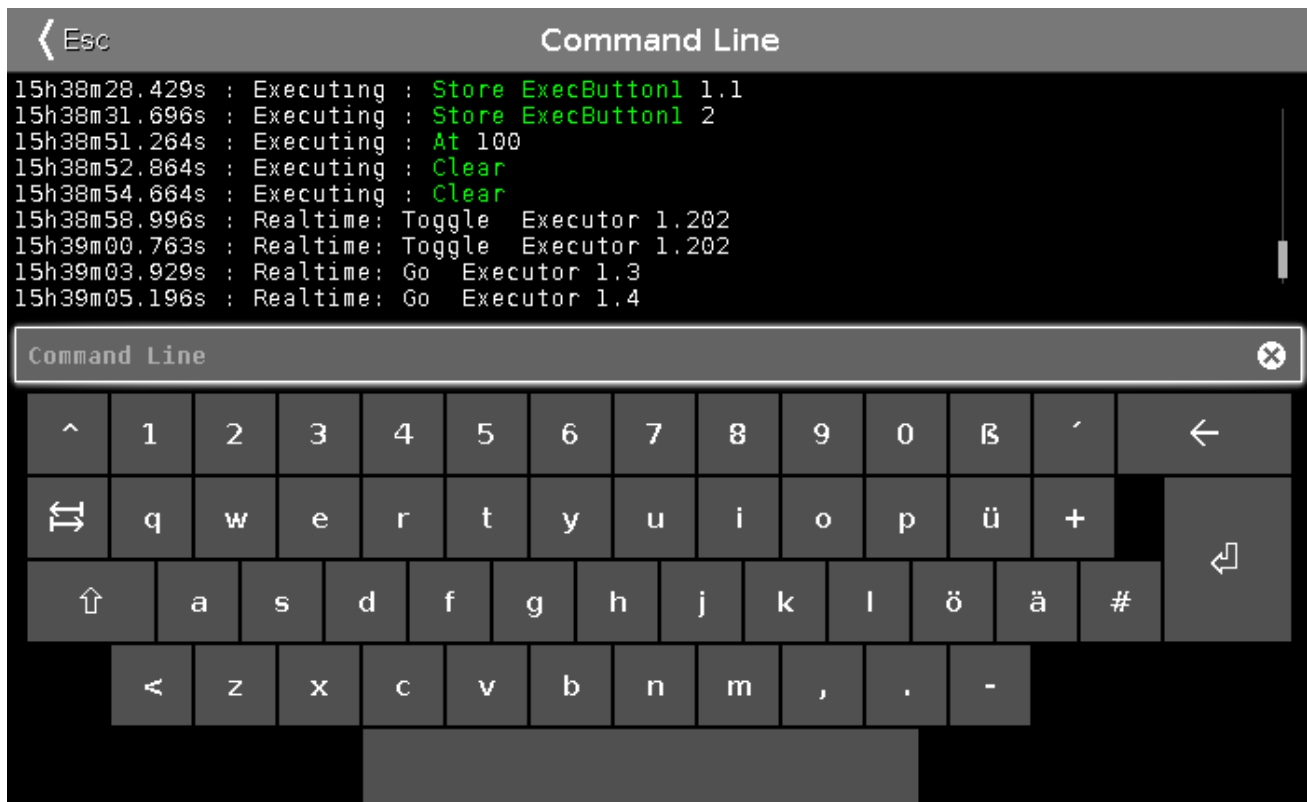 Esc
Command Line
15h38m28.429s : Executing : Store ExecButton1 1.1
15h38m31.696s : Executing : Store ExecButton1 2
15h38m51.264s : Executing : At 100
15h38m52.864s : Executing : Clear
15h38m54.664s : Executing : Clear
15h38m58.996s : Realtime: Toggle  Executor 1.202
15h39m00.763s : Realtime: Toggle  Executor 1.202
15h39m03.929s : Realtime: Go  Executor 1.3
15h39m05.196s : Realtime: Go  Executor 1.4
Command Line
^ 1 2 3 4 5 6 7 8 9 0 ß ´ ←
q w e r t y u i o p ü +
a s d f g h j k l ö ä #
< z x c v b n m , . -